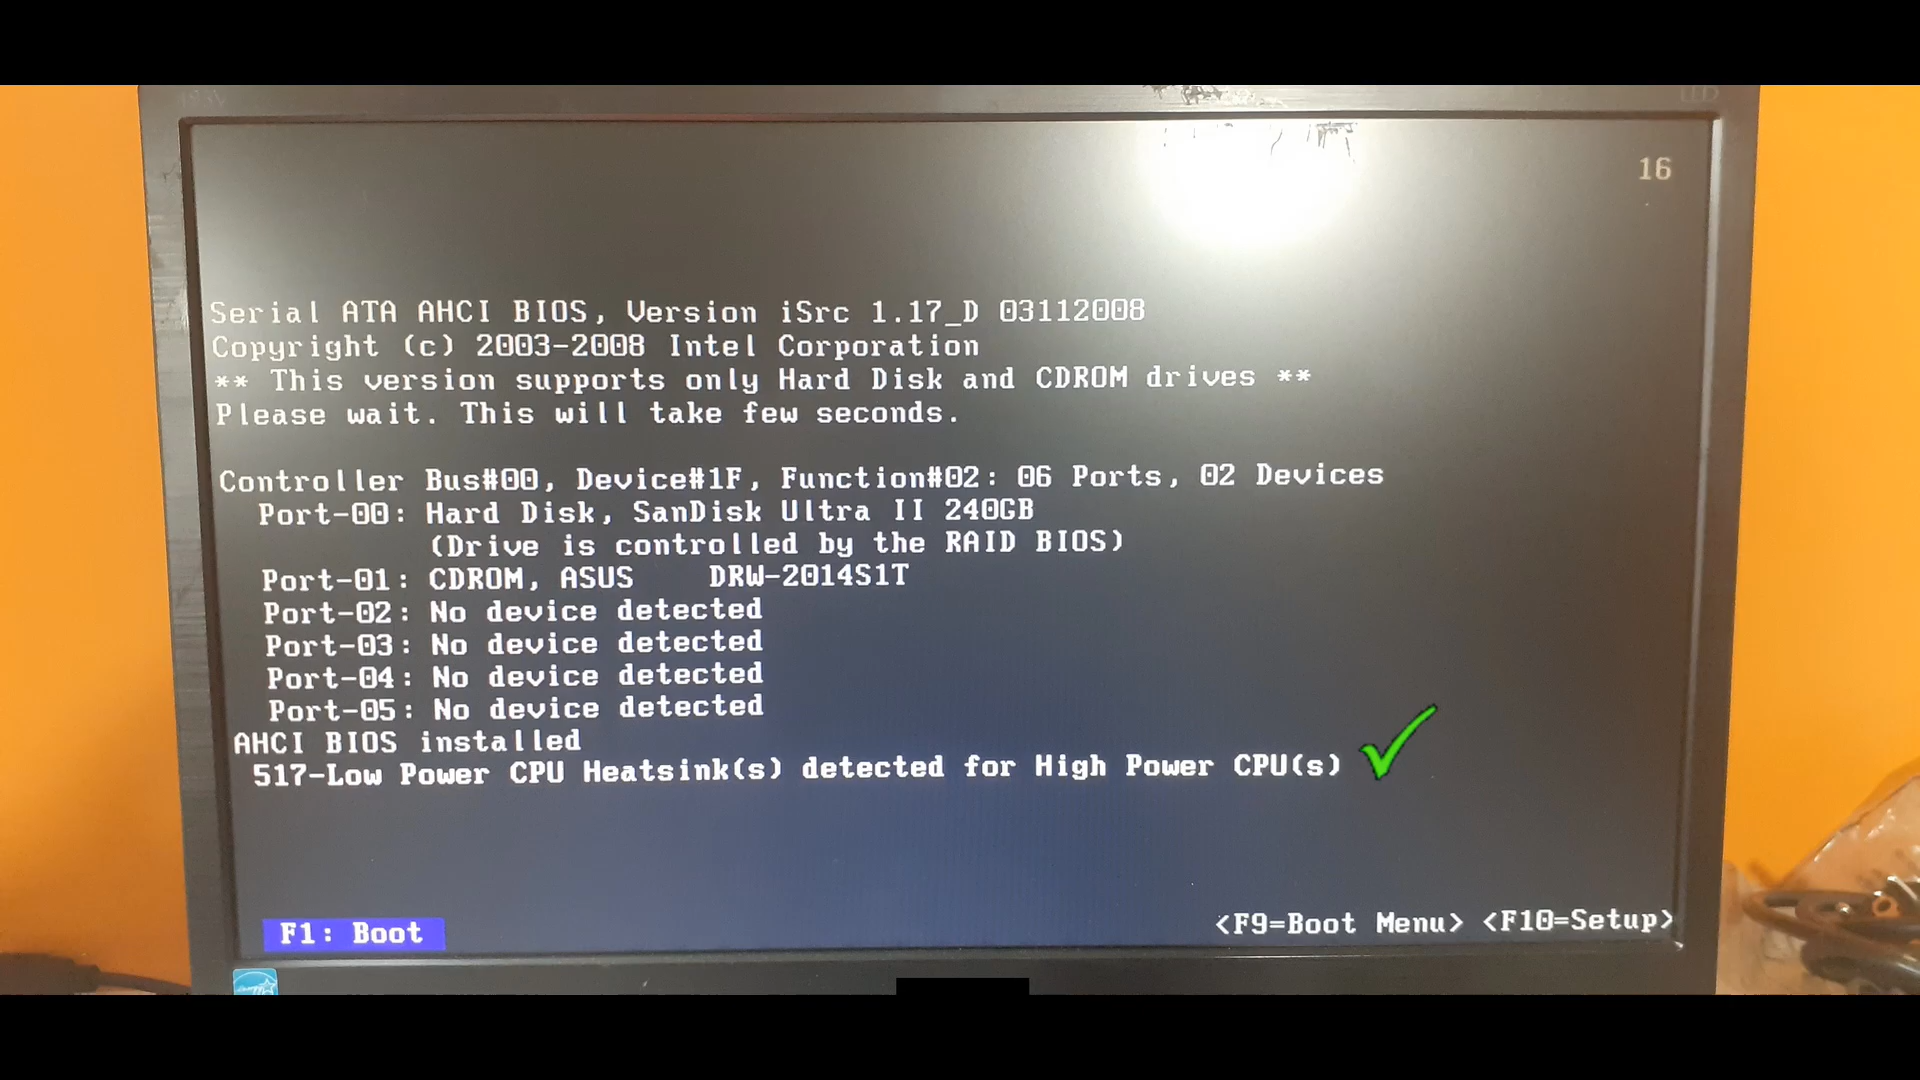 16
Serial ATA AHCI BIOS, Version iSrc 1.17_D 03112008
Copyright (c) 2003-2008 Intel Corporation
** This version supports only Hard Disk and CDROM drives **
Please wait. This will take few seconds.
Controller Bus#00, Device#1F, Function#02: 06 Ports, 02 Devices
Port-00: Hard Disk, SanDisk Ultra II 240GB
(Drive is controlled by the RAID BIOS)
Port-01: CDROM, ASUS DRW-2014S1T
Port-02: No device detected
Port-03: No device detected
Port-04: No device detected
Port-05: No device detected
AHCI BIOS installed
517-Low Power CPU Heatsink(s) detected for High Power CPU(s)
F1: Boot
<F9=Boot Menu> <F10=Setup>